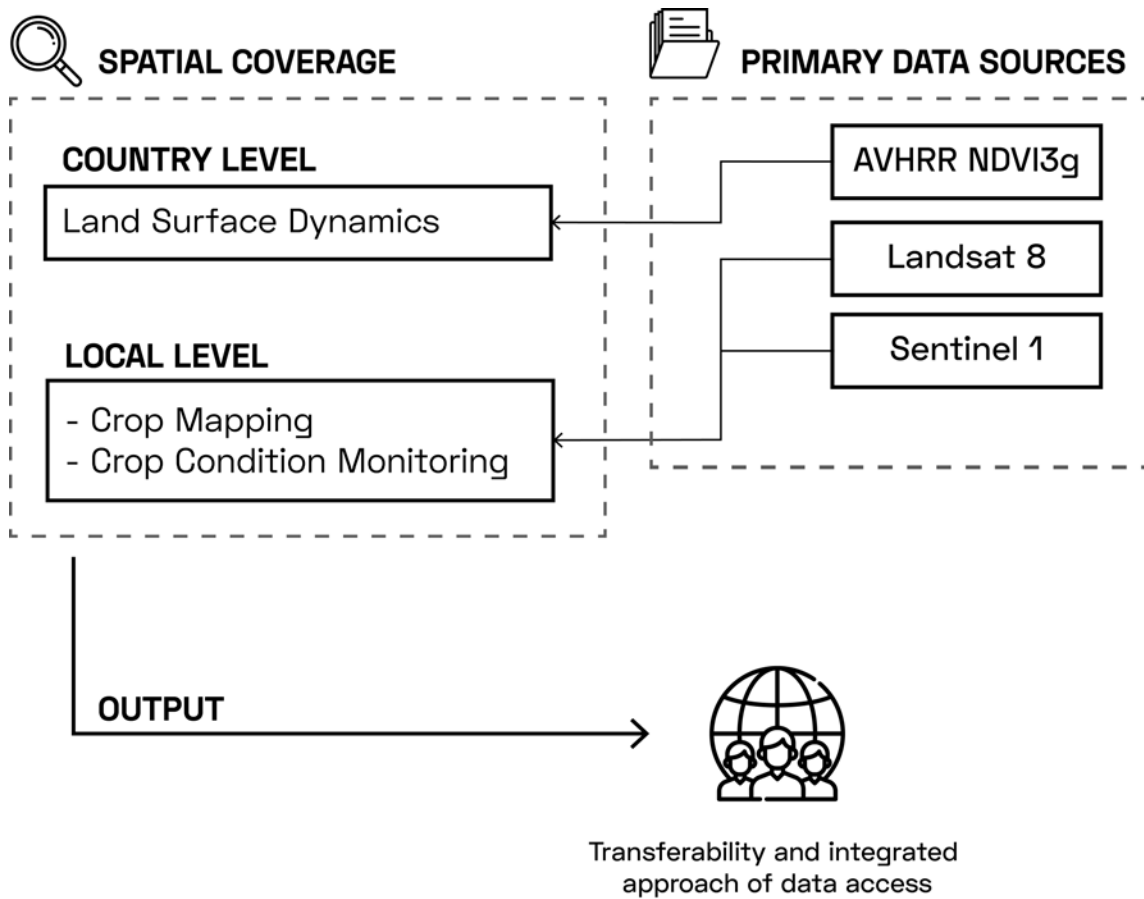 SPATIAL COVERAGE
PRIMARY DATA SOURCES
COUNTRY LEVEL
Land Surface Dynamics
LOCAL LEVEL
- Crop Mapping
- Crop Condition Monitoring
AVHRR NDVI3g
Landsat 8
Sentinel 1
OUTPUT
Transferability and integrated
approach of data access